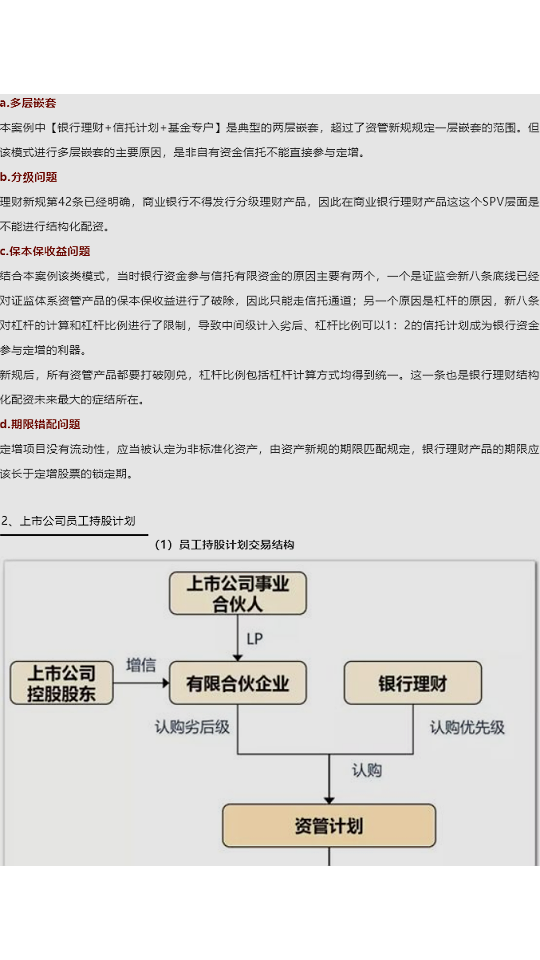 a.多层嵌套
本案例中【银行理财+信托计划+基金专户】是典型的两层嵌套，超过了资管新规规定一层嵌套的范围。但
该模式进行多层嵌套的主要原因，是非自有资金信托不能直接参与定增。
b.分级问题
理财新规第42条已经明确，商业银行不得发行分级理财产品，因此在商业银行理财产品这这个SPV层面是
不能进行结构化配资。
c.保本保收益问题
结合本案例该类模式，当时银行资金参与信托有限资金的原因主要有两个，一个是证监会新八条底线已经
对证监体系资管产品的保本保收益进行了破除，因此只能走信托通道；另一个原因是杠杆的原因，新八条
对杠杆的计算和杠杆比例进行了限制，导致中间级计入劣后、杠杆比例可以1：2的信托计划成为银行资金
参与定增的利器。
新规后，所有资管产品都要打破刚兑，杠杆比例包括杠杆计算方式均得到统一。这一条也是银行理财结构
化配资未来最大的症结所在。
d.期限错配问题
定增项目没有流动性，应当被认定为非标准化资产，由资产新规的期限匹配规定，银行理财产品的期限应
该长于定增股票的锁定期。
2、上市公司员工持股计划
（1）员工持股计划交易结构
上市公司事业
合伙人
LP
上市公司
控股股东
增信
有限合伙企业
银行理财
认购劣后级
认购优先级
认购
资管计划